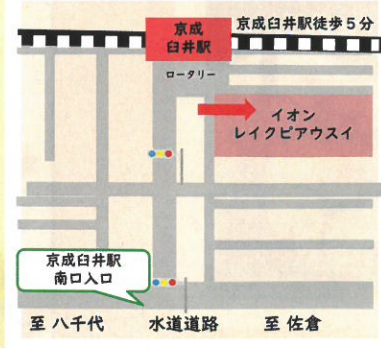 京成
臼井駅
京成臼井駅徒歩5分
ロータリー
イオン
レイクピアウスイ
京成臼井駅
南口入口
至 八千代
水道道路
至 佐倉